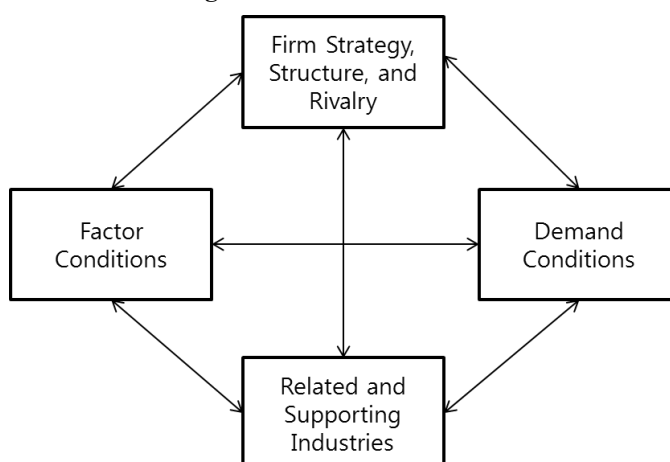 Firm Strategy,
Structure, and
Rivalry
Factor
Conditions
Demand
Conditions
Related and
Supporting
Industries